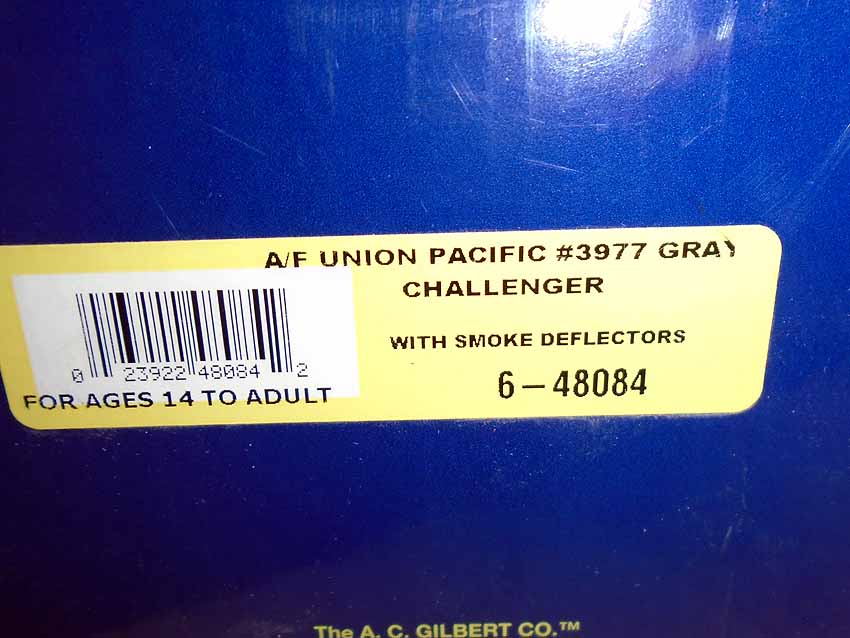 A/F UNION PACIFIC #3977 GRAY
CHALLENGER
WITH SMOKE DEFLECTORS
6-48084
0 23922 48084 2
FOR AGES 14 TO ADULT
The A. C. GILBERT CO.™